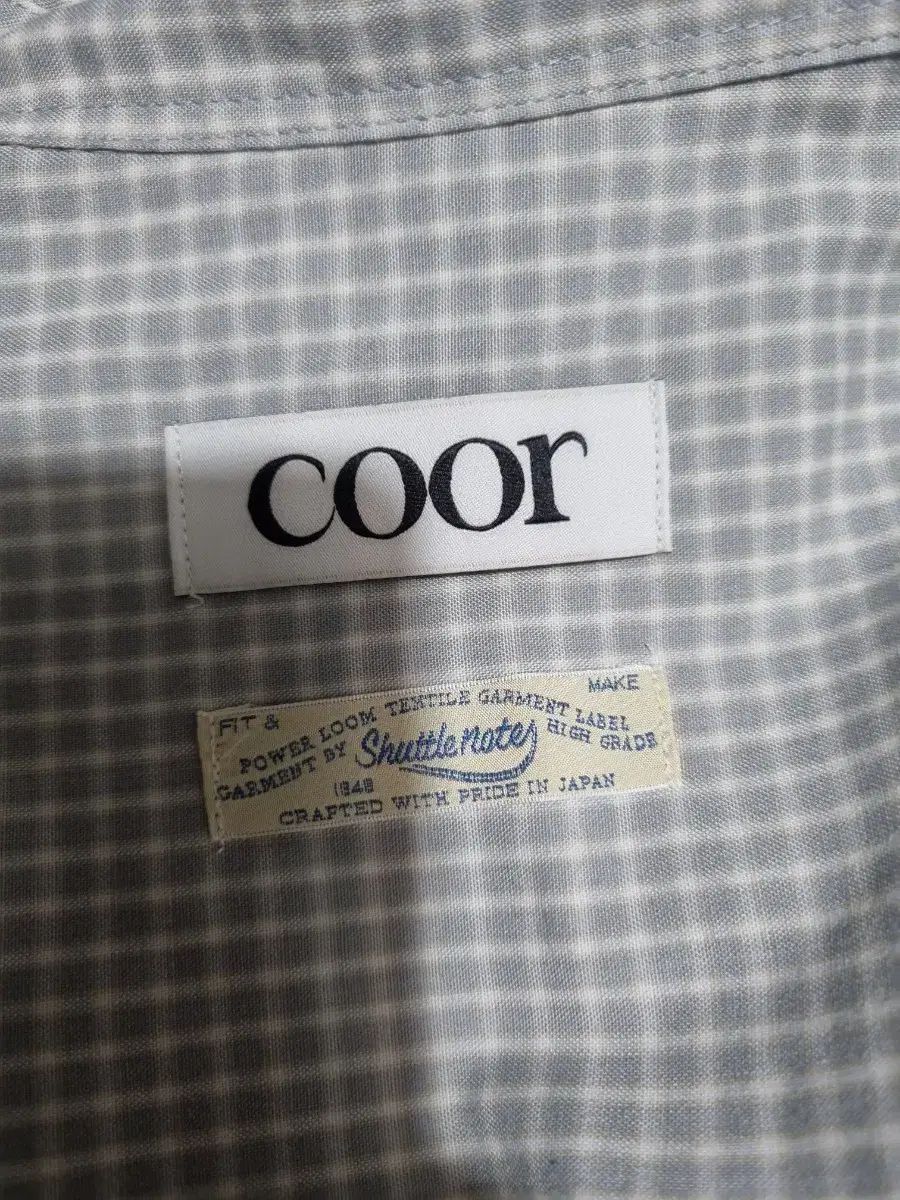 coor
FIT & MAKE
POWER LOOM TEXTILE GARMENT LABEL
GARMENT BY Shuttlenotes HIGH GRADE
1948
CRAFTED WITH PRIDE IN JAPAN